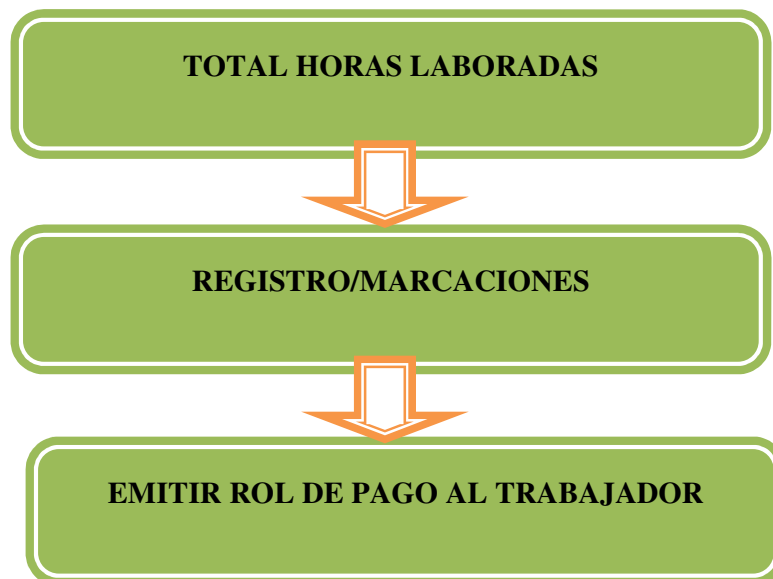 TOTAL HORAS LABORADAS
REGISTRO/MARCACIONES
EMITIR ROL DE PAGO AL TRABAJADOR